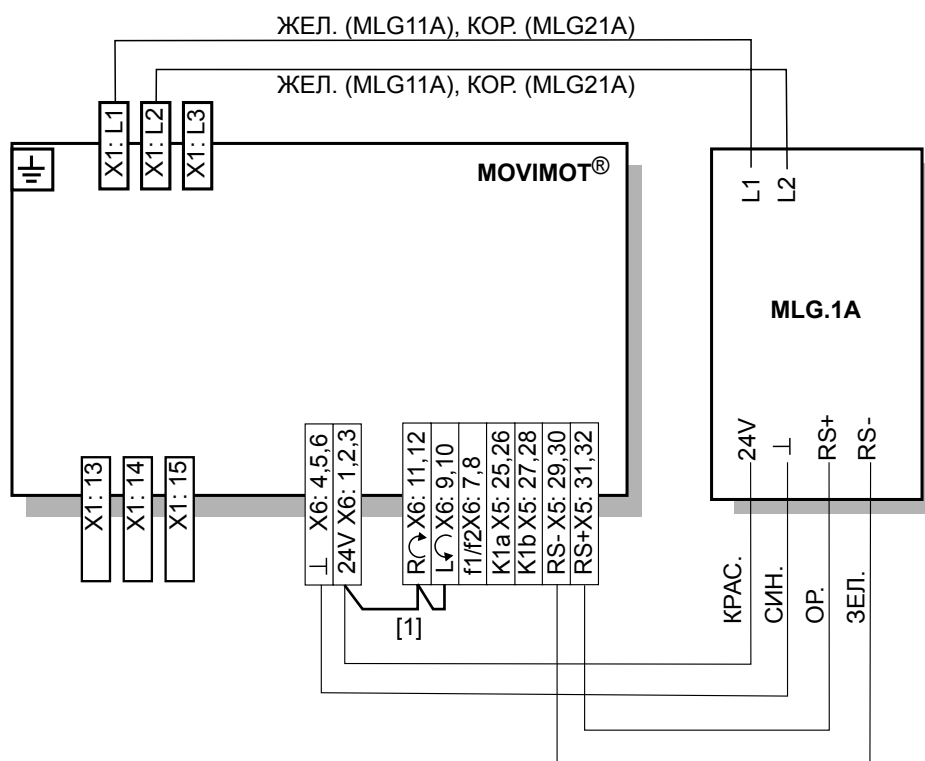 ЖЕЛ. (MLG11A), КОР. (MLG21A)
ЖЕЛ. (MLG11A), КОР. (MLG21A)
X1: L1
X1: L2
X1: L3
MOVIMOT®
L1
L2
MLG.1A
24V
⊥
RS+
RS-
X1: 13
X1: 14
X1: 15
⊥ X6: 4,5,6
24V X6: 1,2,3
R X6: 11,12
L X6: 9,10
f1/f2X6: 7,8
K1a X5: 25,26
K1b X5: 27,28
RS- X5: 29,30
RS+X5: 31,32
[1]
КРАС.
СИН.
ОР.
ЗЕЛ.